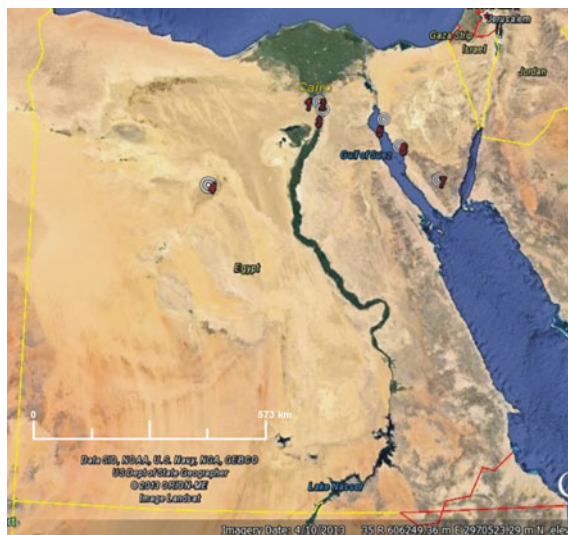 Jerusalem
Gaza Strip
Israel
Jordan
Cairo
1 2
3
5
Gulf of Suez
6
7
4
Egypt
0 573 km
Data SIO, NOAA, U.S. Navy, NGA, GEBCO
US Dept of State Geographer
© 2013 ORION-ME
Image Landsat
Lake Nasser
Imagery Date: 4/10/2013 35 R 606249.36 m E 2970523.29 m N elev